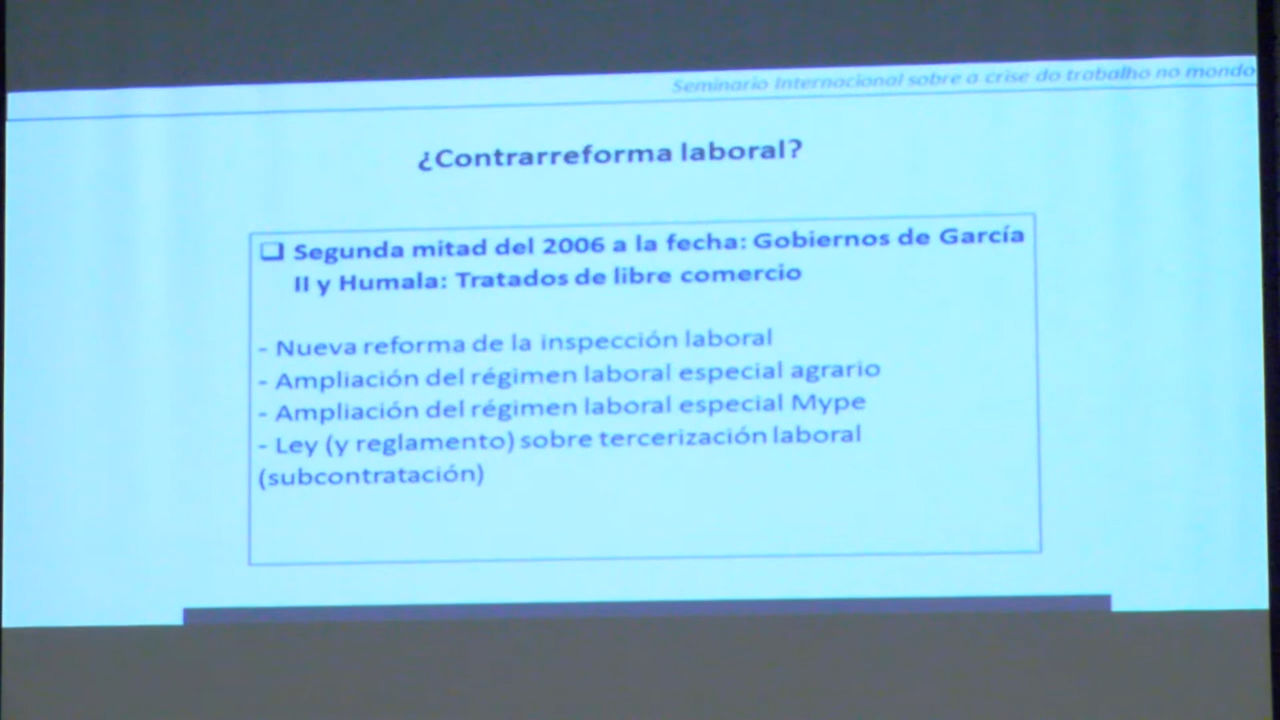 Seminario Internacional sobre a crise do trabalho no mondo
¿Contrarreforma laboral?
❑ Segunda mitad del 2006 a la fecha: Gobiernos de García
II y Humala: Tratados de libre comercio
- Nueva reforma de la inspección laboral
- Ampliación del régimen laboral especial agrario
- Ampliación del régimen laboral especial Mype
- Ley (y reglamento) sobre tercerización laboral
(subcontratación)